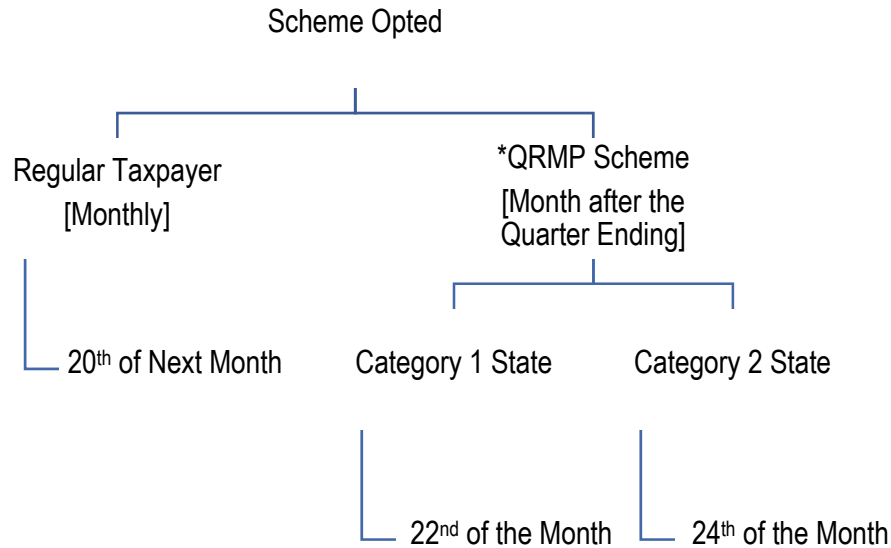 Scheme Opted
Regular Taxpayer
[Monthly]
*QRMP Scheme
[Month after the
Quarter Ending]
20th of Next Month
Category 1 State
Category 2 State
22nd of the Month
24th of the Month